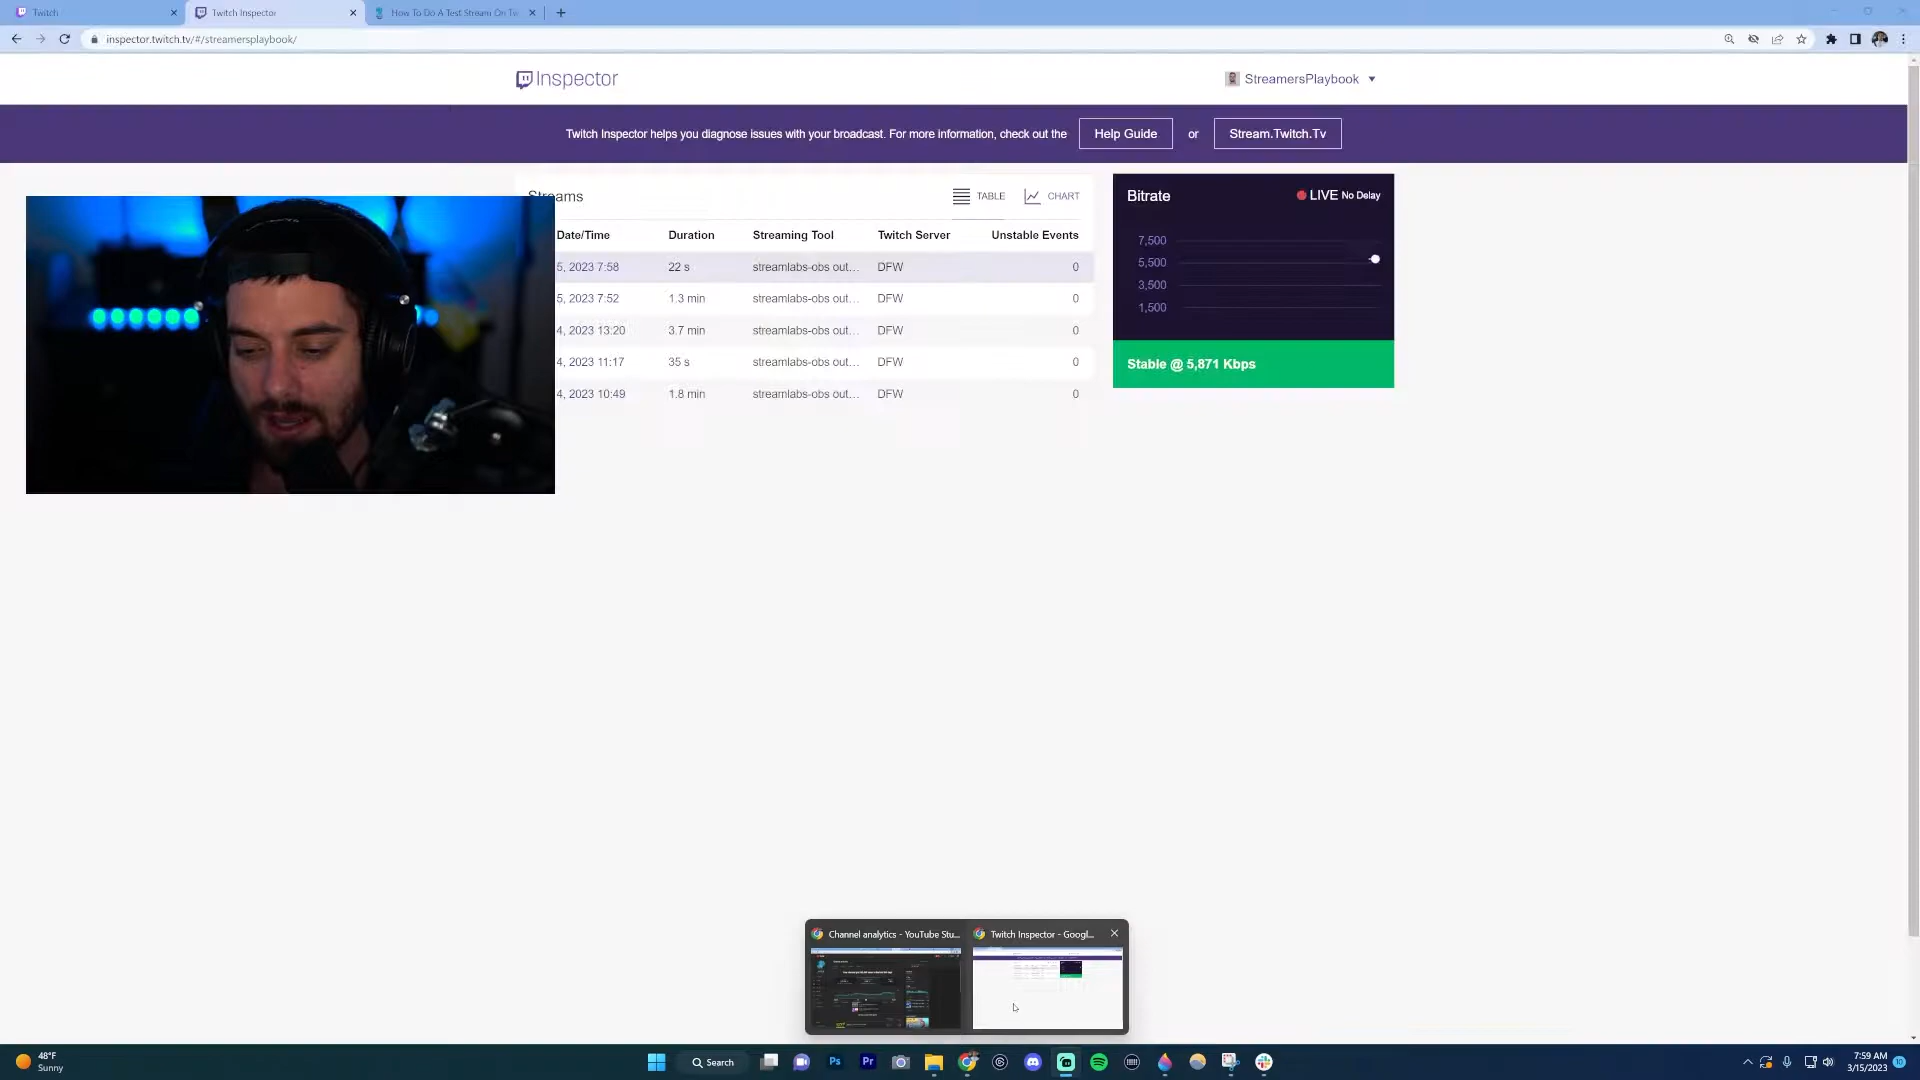 Twitch
Twitch Inspector
How To Do A Test Stream On Tw
inspector.twitch.tv/#/streamersplaybook/
Inspector
StreamersPlaybook
Twitch Inspector helps you diagnose issues with your broadcast. For more information, check out the
Help Guide
or
Stream.Twitch.Tv
Streams
TABLE
CHART
Date/Time Duration Streaming Tool Twitch Server Unstable Events
5, 2023 7:58 22 s streamlabs-obs out... DFW 0
5, 2023 7:52 1.3 min streamlabs-obs out... DFW 0
4, 2023 13:20 3.7 min streamlabs-obs out... DFW 0
4, 2023 11:17 35 s streamlabs-obs out... DFW 0
4, 2023 10:49 1.8 min streamlabs-obs out... DFW 0
Bitrate
LIVE No Delay
7,500
5,500
3,500
1,500
Stable @ 5,871 Kbps
Channel analytics - YouTube Stu...
Twitch Inspector - Googl...
48°F
Sunny
Search
Ps
Pr
7:59 AM
3/15/2023